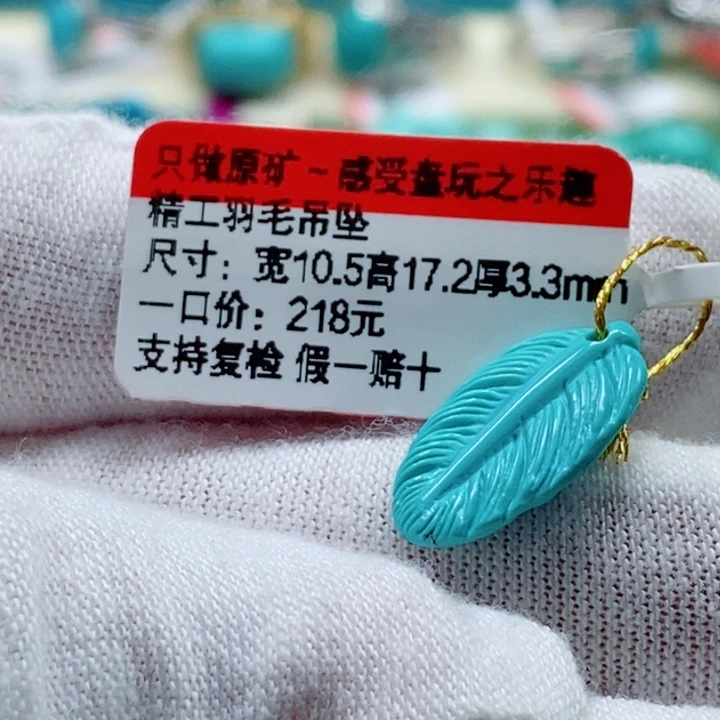 只做原矿~感受盘玩之乐趣
精工羽毛吊坠
尺寸：宽10.5高17.2厚3.3mm
一口价：218元
支持复检 假一赔十